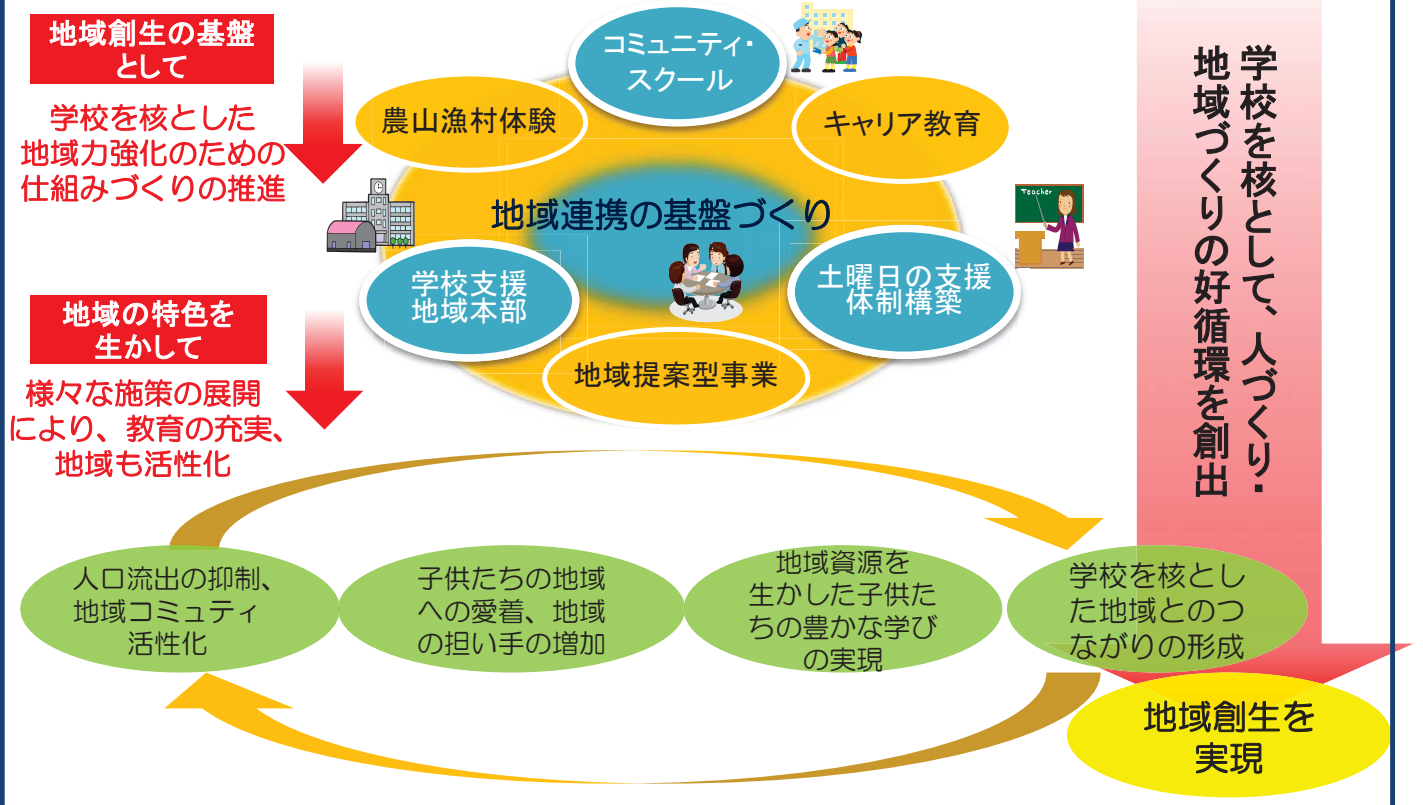 地域創生の基盤
として
学校を核とした
地域力強化のための
仕組みづくりの推進
地域の特色を
生かして
様々な施策の展開
により、教育の充実、
地域も活性化
コミュニティ・
スクール
農山漁村体験
キャリア教育
地域連携の基盤づくり
Teacher
学校支援
地域本部
土曜日の支援
体制構築
地域提案型事業
学校を核として、人づくり・
地域づくりの好循環を創出
人口流出の抑制、
地域コミュティ
活性化
子供たちの地域
への愛着、地域
の担い手の増加
地域資源を
生かした子供た
ちの豊かな学び
の実現
学校を核とし
た地域とのつ
ながりの形成
地域創生を
実現